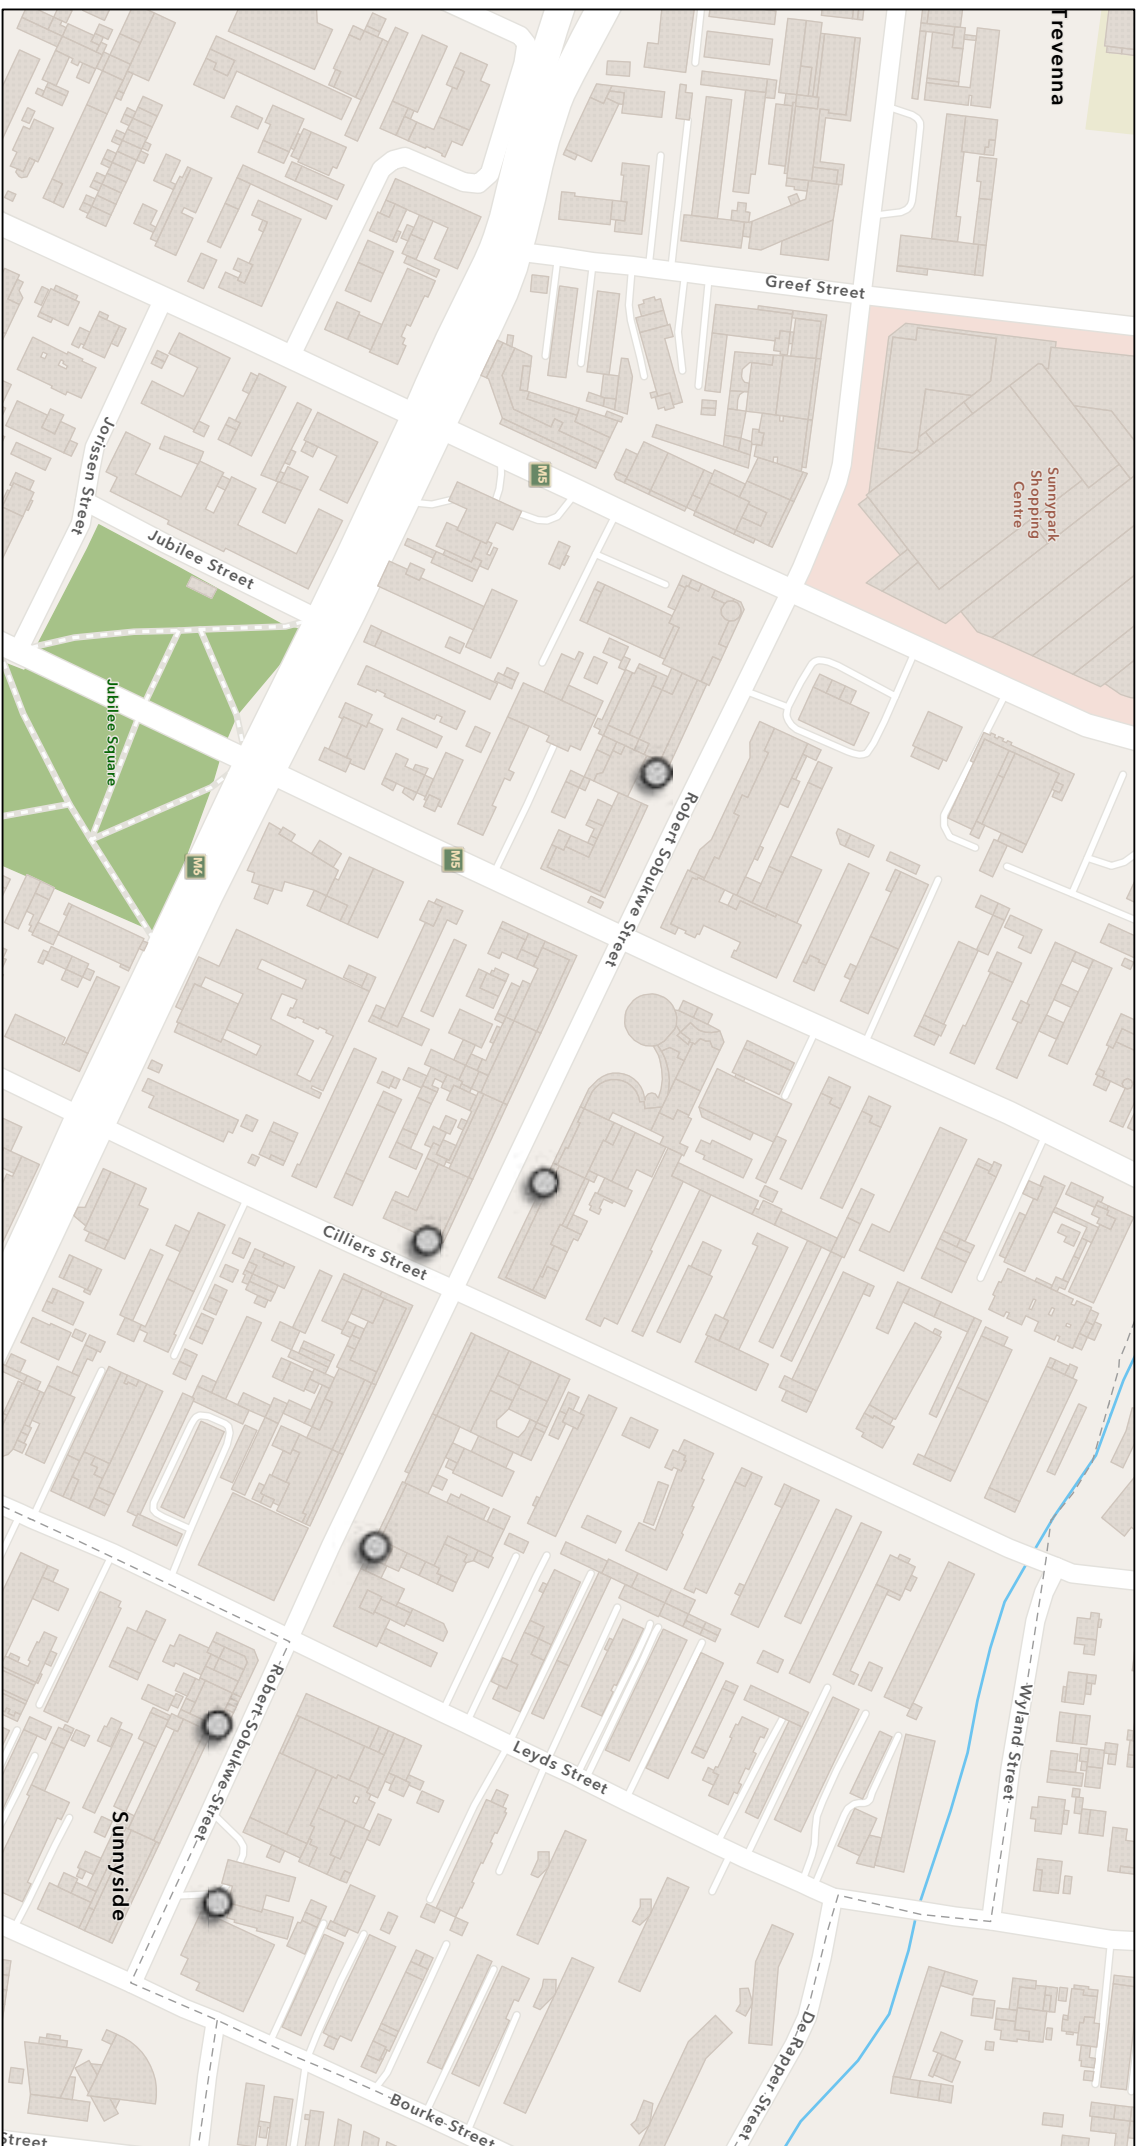 Trevenna
Greef Street
Sunnypark
Shopping
Centre
M5
Jorissen Street
Jubilee Street
Jubilee Square
Robert Sobukwe Street
M5
M6
Cilliers Street
Robert Sobukwe Street
Wyland Street
Leyds Street
Sunnyside
De Rapper Street
Bourke Street
Street